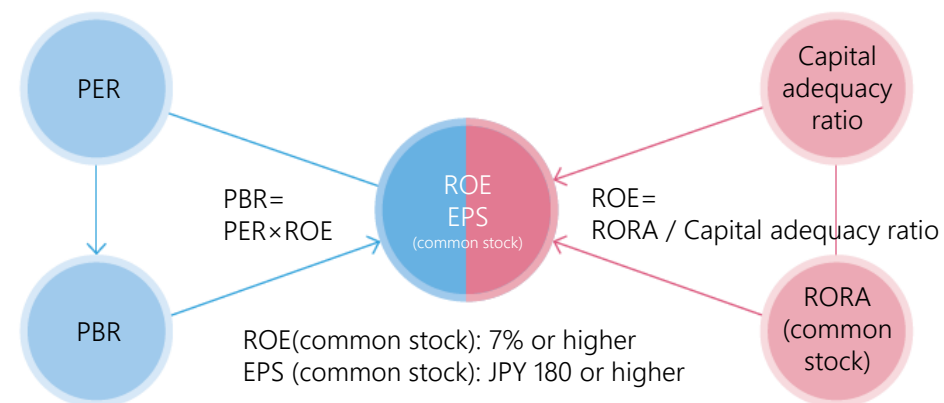 PER
PBR
PBR=
PER×ROE
ROE
EPS
(common stock)
ROE=
RORA / Capital adequacy ratio
Capital
adequacy
ratio
RORA
(common
stock)
ROE(common stock): 7% or higher
EPS (common stock): JPY 180 or higher